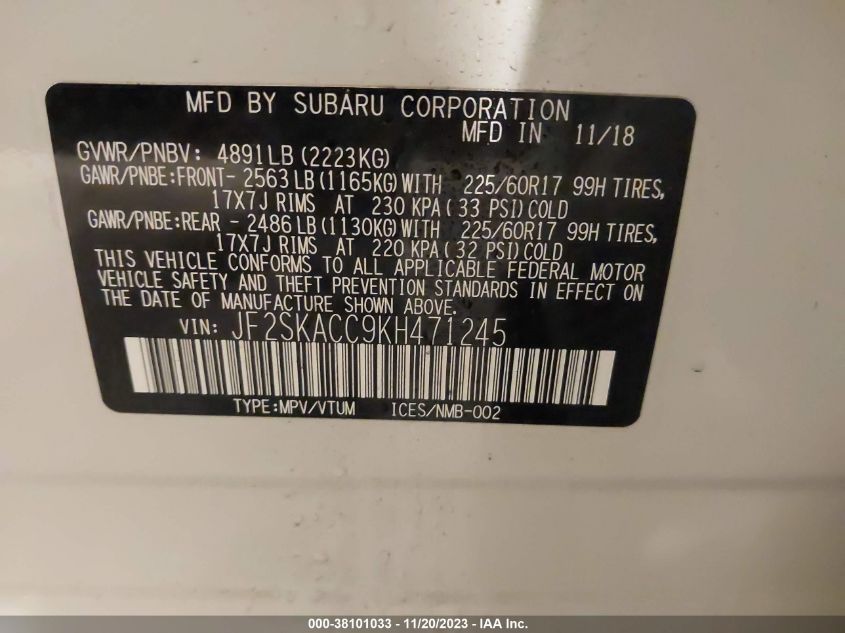 MFD BY SUBARU CORPORATION
MFD IN 11/18
GVWR/PNBV: 4891LB (2223KG)
GAWR/PNBE:FRONT- 2563LB(1165KG)WITH 225/60R17 99H TIRES,
17X7J RIMS AT 230 KPA(33 PSI)COLD
GAWR/PNBE:REAR - 2486LB(1130KG)WITH 225/60R17 99H TIRES,
17X7J RIMS AT 220 KPA(32 PSI)COLD
THIS VEHICLE CONFORMS TO ALL APPLICABLE FEDERAL MOTOR
VEHICLE SAFETY AND THEFT PREVENTION STANDARDS IN EFFECT ON
THE DATE OF MANUFACTURE SHOWN ABOVE.
VIN: JF2SKACC9KH471245
TYPE:MPV/VTUM ICES/NMB-002
000-38101033 - 11/20/2023 - IAA Inc.